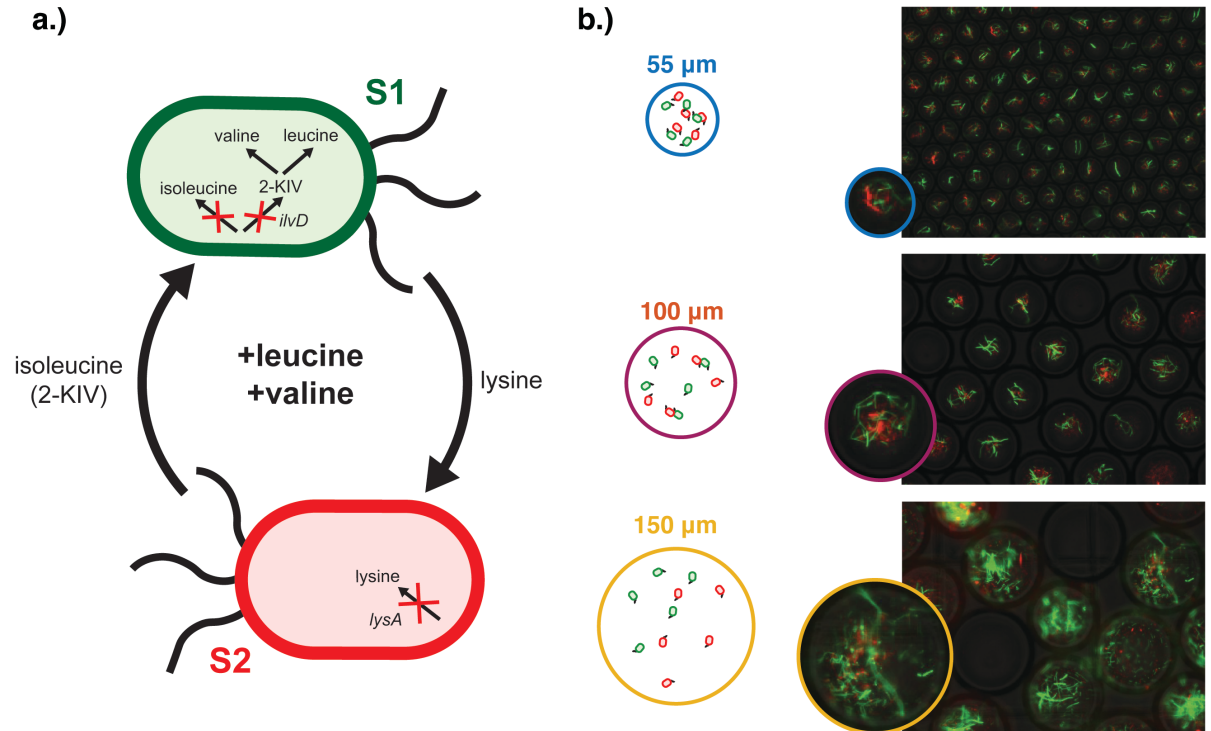 a.)
S1
valine
leucine
isoleucine
2-KIV
ilvD
isoleucine
(2-KIV)
+leucine
+valine
lysine
lysine
lysA
S2
b.)
55 µm
100 µm
150 µm